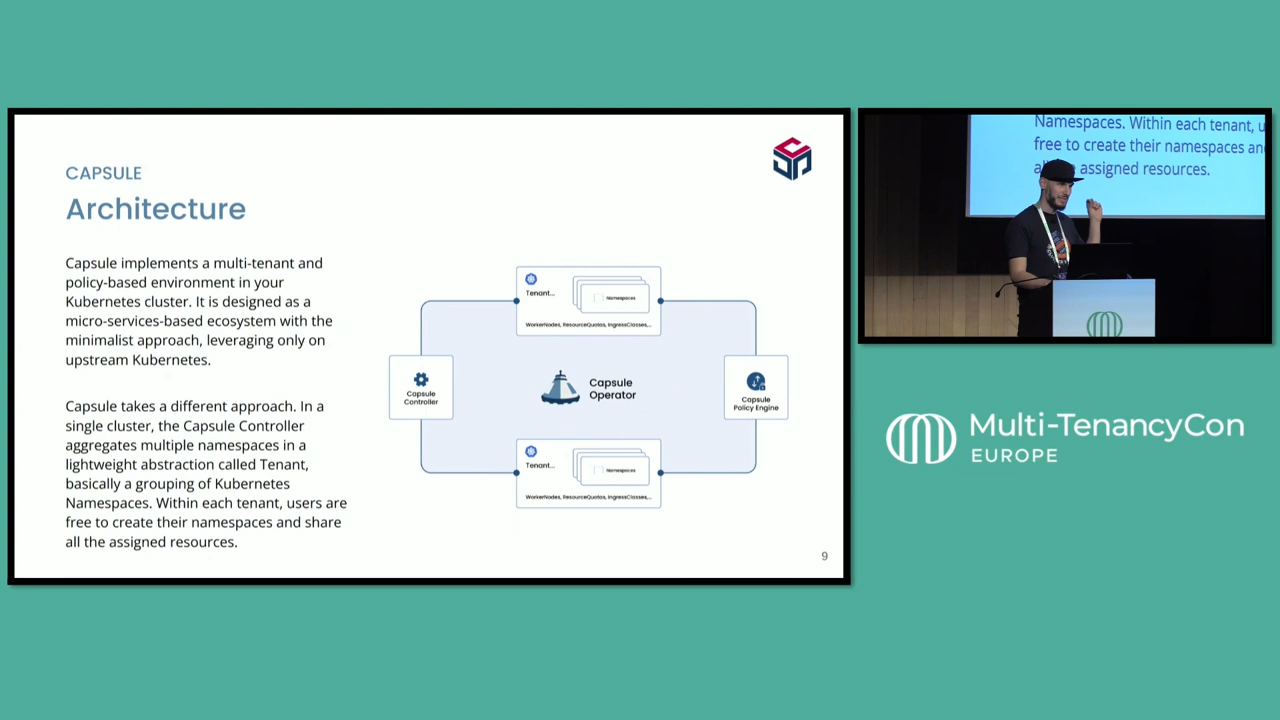 CAPSULE
Architecture
Capsule implements a multi-tenant and
policy-based environment in your
Kubernetes cluster. It is designed as a
micro-services-based ecosystem with the
minimalist approach, leveraging only on
upstream Kubernetes.
Capsule takes a different approach. In a
single cluster, the Capsule Controller
aggregates multiple namespaces in a
lightweight abstraction called Tenant,
basically a grouping of Kubernetes
Namespaces. Within each tenant, users are
free to create their namespaces and share
all the assigned resources.
Tenant...
Namespaces
WorkerNodes, ResourceQuotas, IngressClasses,...
Capsule
Controller
Capsule
Operator
Capsule
Policy Engine
Tenant...
Namespaces
WorkerNodes, ResourceQuotas, IngressClasses,...
9
Namespaces. Within each tenant, u
free to create their namespaces an
assigned resources.
Multi-TenancyCon
EUROPE